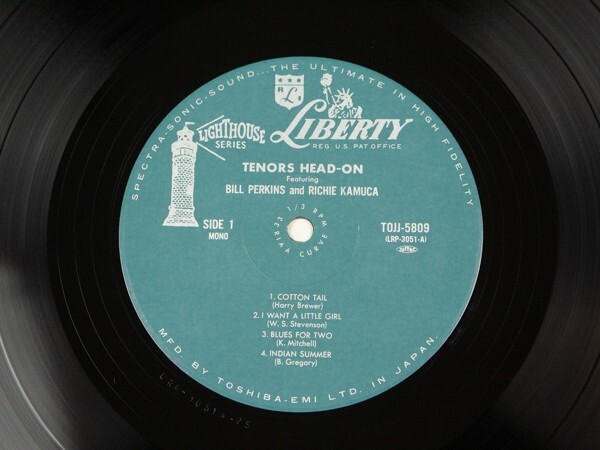 SPECTRA-SONIC-SOUND...THE ULTIMATE IN HIGH FIDELITY
LIGHTHOUSE
SERIES
LIBERTY
REG. U.S. PAT. OFFICE
TENORS HEAD-ON
Featuring
BILL PERKINS and RICHIE KAMUCA
1/3 RPM
CERIAA CURVE
SIDE 1
MONO
TOJJ-5809
(LRP-3051-A)
1. COTTON TAIL
(Harry Brewer)
2. I WANT A LITTLE GIRL
(W. S. Stevenson)
3. BLUES FOR TWO
(K. Mitchell)
4. INDIAN SUMMER
(B. Gregory)
MFD. BY TOSHIBA-EMI LTD. IN JAPAN.